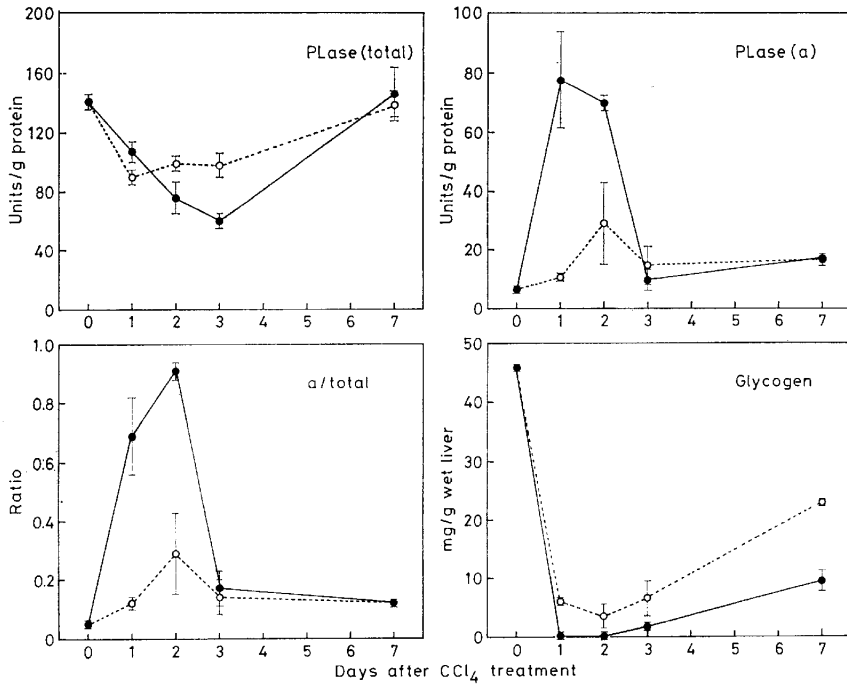 PLase (total)
Units/g protein
200
160
120
80
40
0
0 1 2 3 4 5 6 7
PLase (a)
Units/g protein
100
80
60
40
20
0
0 1 2 3 4 5 6 7
a/total
Ratio
1.0
0.8
0.6
0.4
0.2
0
0 1 2 3 4 5 6 7
Glycogen
mg/g wet liver
50
40
30
20
10
0
0 1 2 3 4 5 6 7
Days after CCl₄ treatment